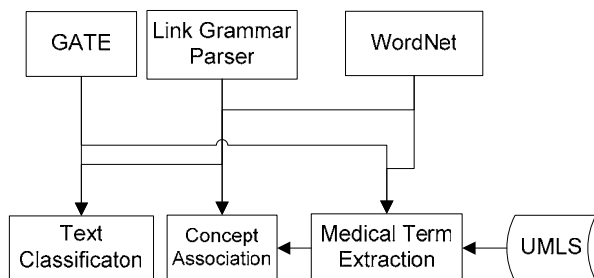 GATE
Link Grammar
Parser
WordNet
Text
Classificaton
Concept
Association
Medical Term
Extraction
UMLS